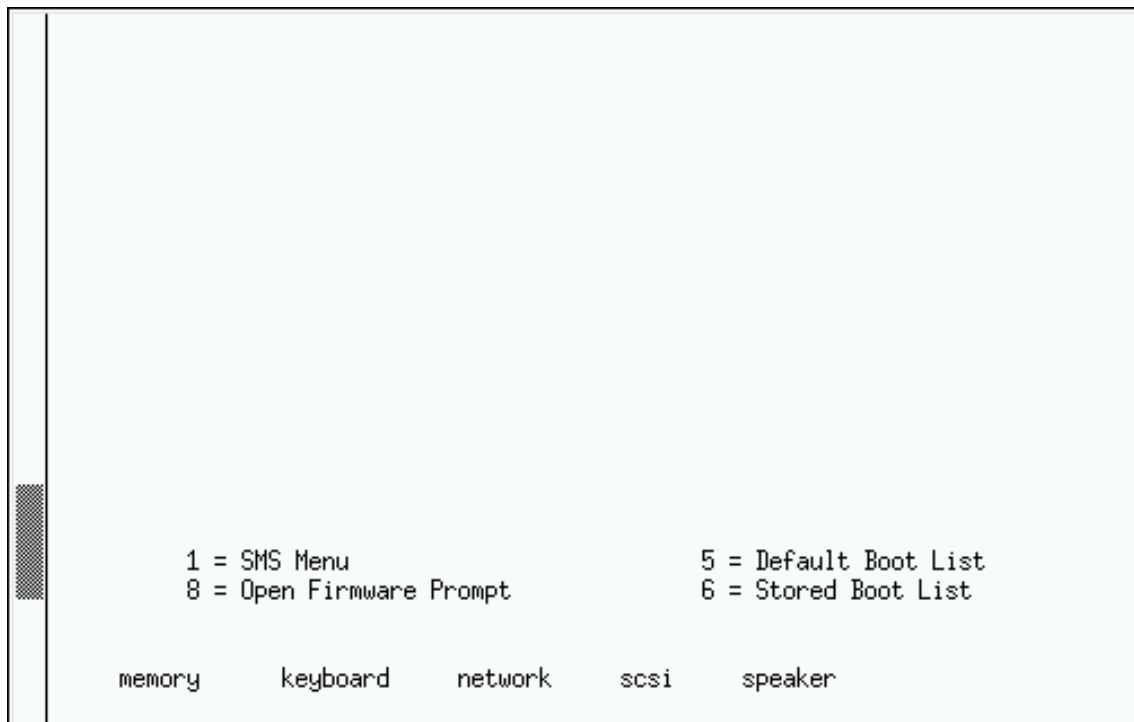 1 = SMS Menu 5 = Default Boot List
8 = Open Firmware Prompt 6 = Stored Boot List
memory keyboard network scsi speaker